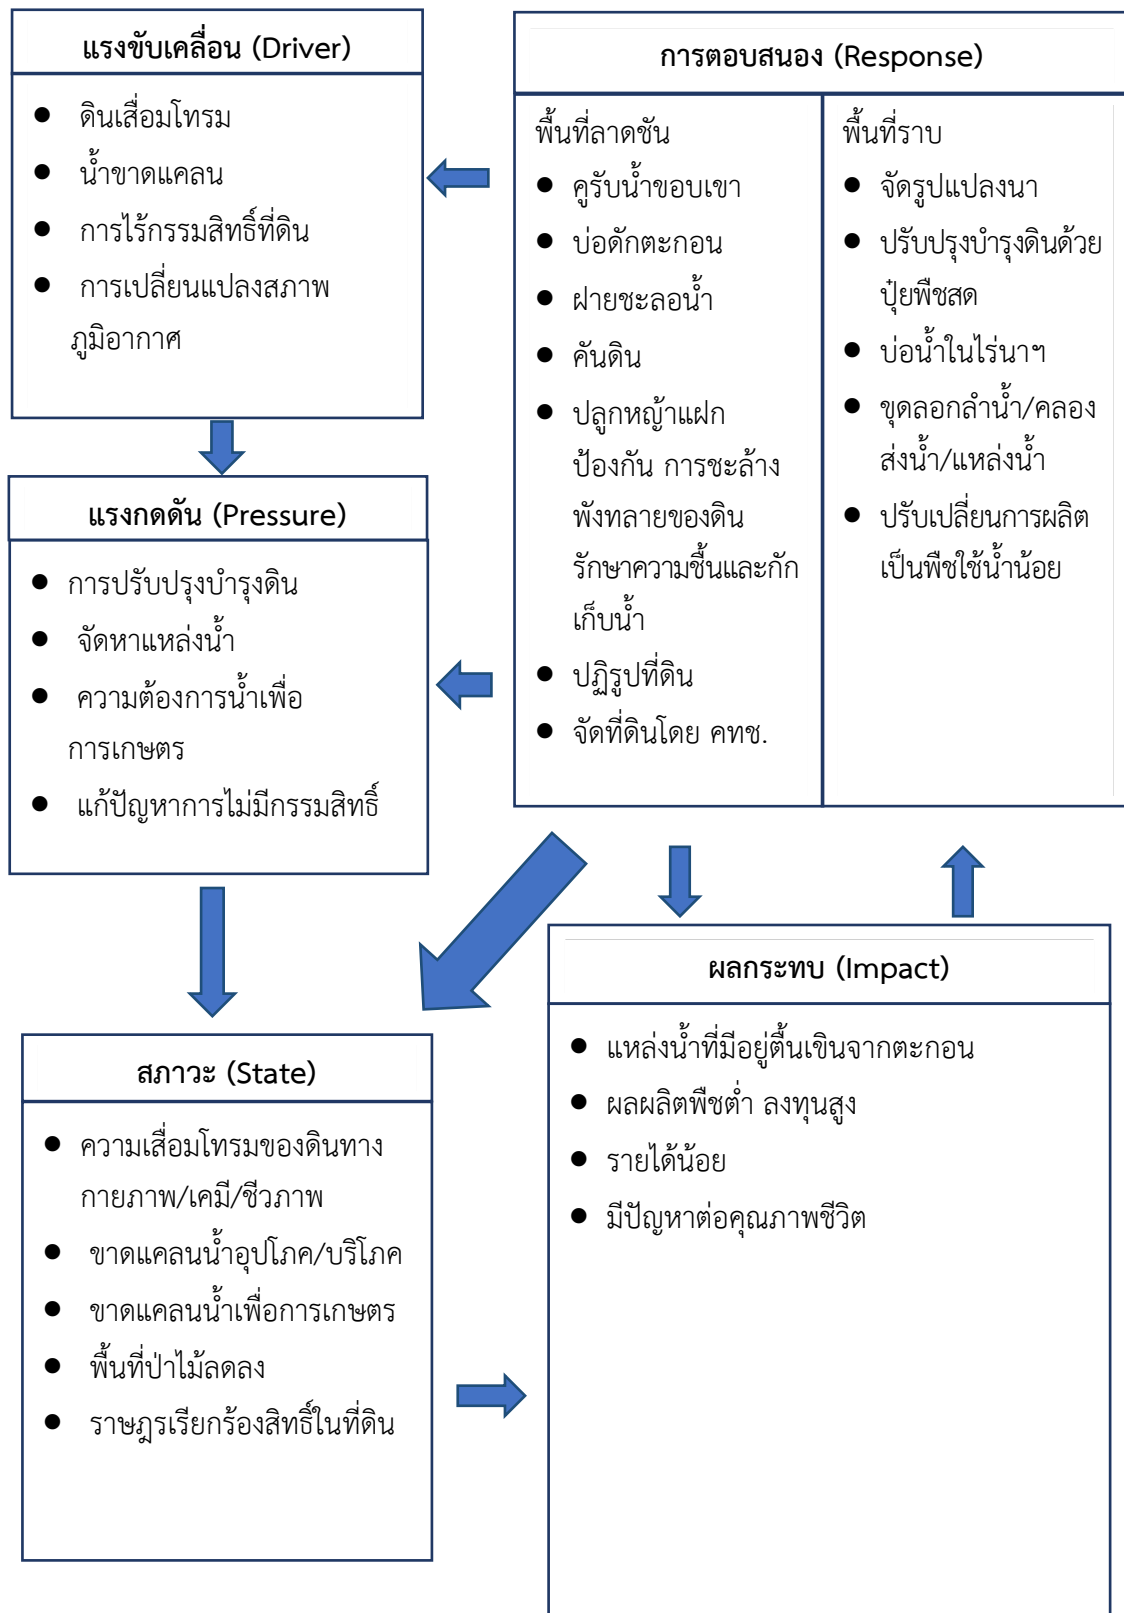 แรงขับเคลื่อน (Driver)
● ดินเสื่อมโทรม
● น้ำขาดแคลน
● การไร้กรรมสิทธิ์ที่ดิน
● การเปลี่ยนแปลงสภาพ
ภูมิอากาศ
การตอบสนอง (Response)
พื้นที่ลาดชัน
● คูรับน้ำขอบเขา
● บ่อดักตะกอน
● ฝายชะลอน้ำ
● คันดิน
● ปลูกหญ้าแฝก
ป้องกัน การชะล้าง
พังทลายของดิน
รักษาความชื้นและกัก
เก็บน้ำ
● ปฏิรูปที่ดิน
● จัดที่ดินโดย คทช.
พื้นที่ราบ
● จัดรูปแปลงนา
● ปรับปรุงบำรุงดินด้วย
ปุ๋ยพืชสด
● บ่อน้ำในไร่นาฯ
● ขุดลอกลำน้ำ/คลอง
ส่งน้ำ/แหล่งน้ำ
● ปรับเปลี่ยนการผลิต
เป็นพืชใช้น้ำน้อย
แรงกดดัน (Pressure)
● การปรับปรุงบำรุงดิน
● จัดหาแหล่งน้ำ
● ความต้องการน้ำเพื่อ
การเกษตร
● แก้ปัญหาการไม่มีกรรมสิทธิ์
สภาวะ (State)
● ความเสื่อมโทรมของดินทาง
กายภาพ/เคมี/ชีวภาพ
● ขาดแคลนน้ำอุปโภค/บริโภค
● ขาดแคลนน้ำเพื่อการเกษตร
● พื้นที่ป่าไม้ลดลง
● ราษฎรเรียกร้องสิทธิ์ในที่ดิน
ผลกระทบ (Impact)
● แหล่งน้ำที่มีอยู่ตื้นเขินจากตะกอน
● ผลผลิตพืชต่ำ ลงทุนสูง
● รายได้น้อย
● มีปัญหาต่อคุณภาพชีวิต